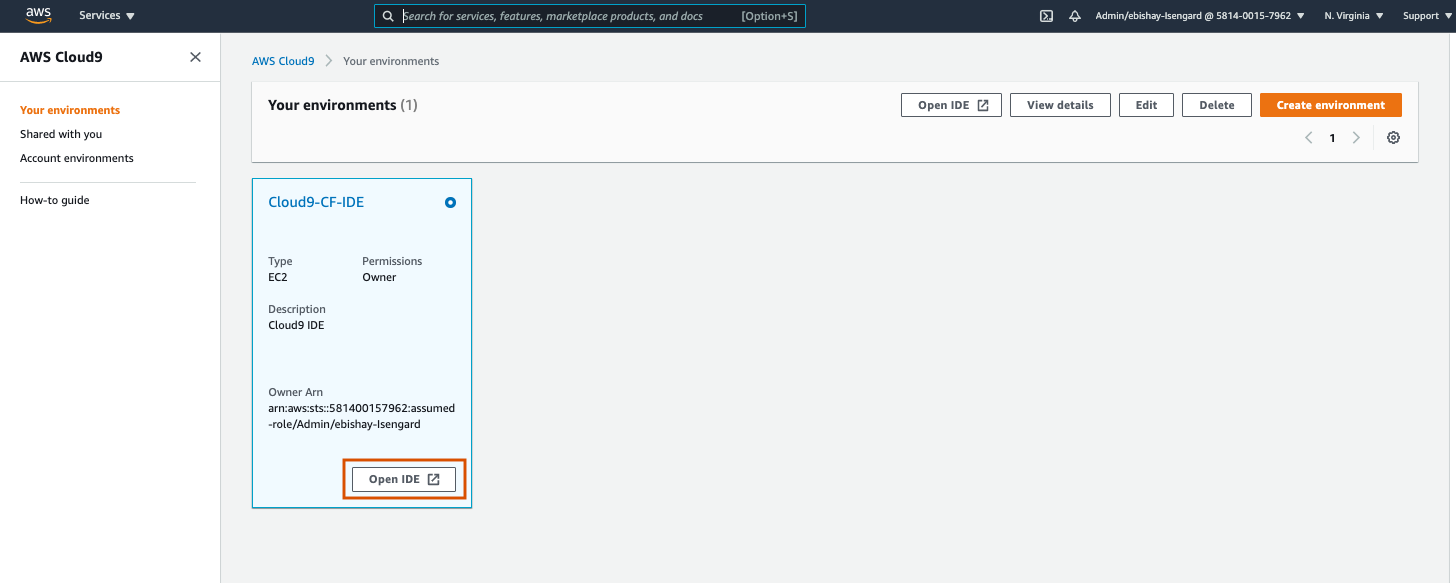 aws
Services
Search for services, features, marketplace products, and docs [Option+S]
Admin/ebishay-Isengard @ 5814-0015-7962
N. Virginia
Support
AWS Cloud9
Your environments
Shared with you
Account environments
How-to guide
AWS Cloud9 Your environments
Your environments (1)
Open IDE
View details
Edit
Delete
Create environment
1
Cloud9-CF-IDE
Type Permissions
EC2 Owner
Description
Cloud9 IDE
Owner Arn
arn:aws:sts::581400157962:assumed
-role/Admin/ebishay-Isengard
Open IDE